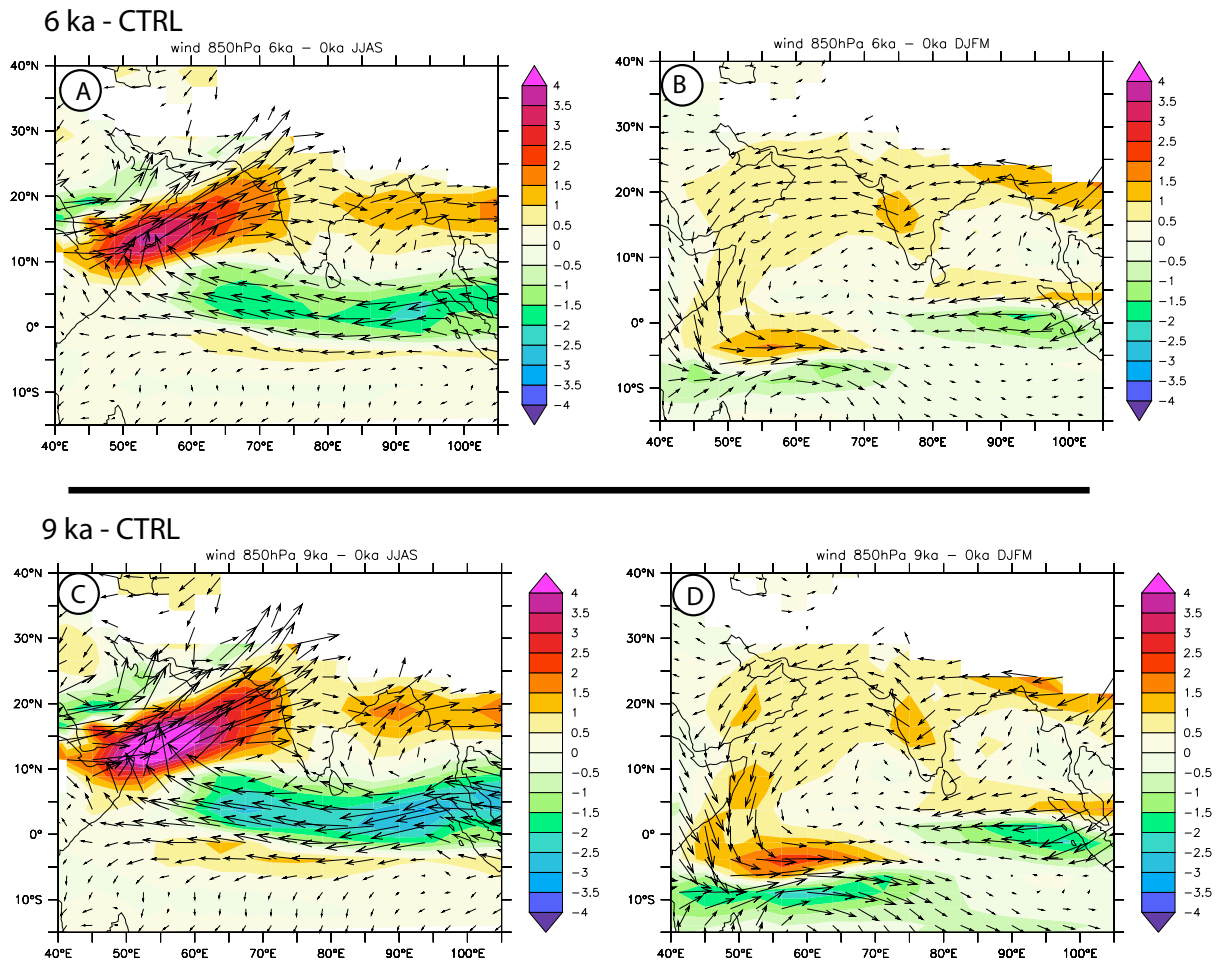 6 ka - CTRL
wind 850hPa 6ka – 0ka JJAS
wind 850hPa 6ka – 0ka DJFM
A
40°N
30°N
20°N
10°N
0°
10°S
40°E 50°E 60°E 70°E 80°E 90°E 100°E
4
3.5
3
2.5
2
1.5
1
0.5
0
−0.5
−1
−1.5
−2
−2.5
−3
−3.5
−4
B
40°N
30°N
20°N
10°N
0°
10°S
40°E 50°E 60°E 70°E 80°E 90°E 100°E
4
3.5
3
2.5
2
1.5
1
0.5
0
−0.5
−1
−1.5
−2
−2.5
−3
−3.5
−4
9 ka - CTRL
wind 850hPa 9ka – 0ka JJAS
wind 850hPa 9ka – 0ka DJFM
C
40°N
30°N
20°N
10°N
0°
10°S
40°E 50°E 60°E 70°E 80°E 90°E 100°E
4
3.5
3
2.5
2
1.5
1
0.5
0
−0.5
−1
−1.5
−2
−2.5
−3
−3.5
−4
D
40°N
30°N
20°N
10°N
0°
10°S
40°E 50°E 60°E 70°E 80°E 90°E 100°E
4
3.5
3
2.5
2
1.5
1
0.5
0
−0.5
−1
−1.5
−2
−2.5
−3
−3.5
−4